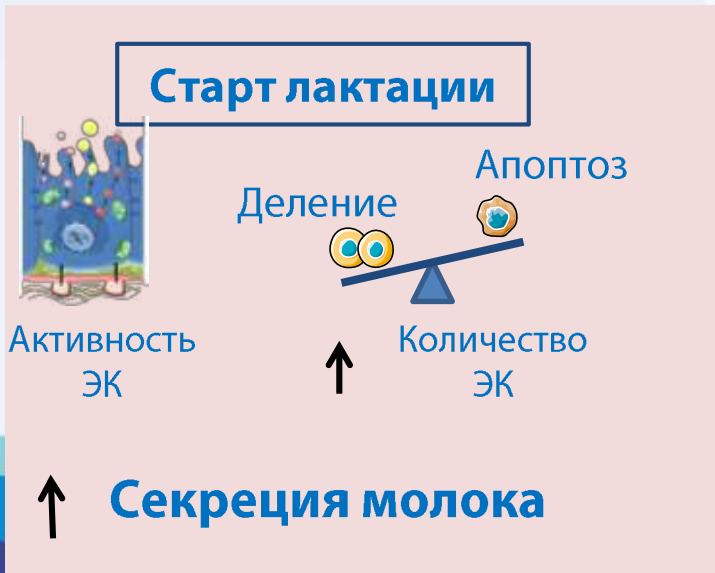 Старт лактации
Апоптоз
Деление
Активность
ЭК
Количество
ЭК
Секреция молока